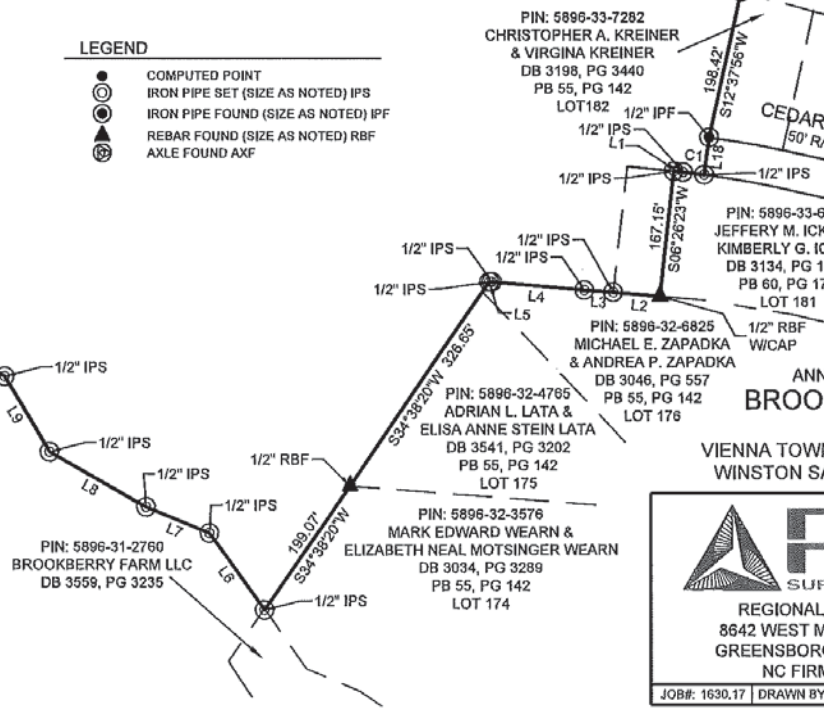 LEGEND
COMPUTED POINT
IRON PIPE SET (SIZE AS NOTED) IPS
IRON PIPE FOUND (SIZE AS NOTED) IPF
REBAR FOUND (SIZE AS NOTED) RBF
AXLE FOUND AXF
PIN: 5896-33-7282
CHRISTOPHER A. KREINER
& VIRGINA KREINER
DB 3198, PG 3440
PB 55, PG 142
LOT182
198.42'
S12°37'56"W
1/2" IPF
CEDAR
50' R/
1/2" IPS
L1
C1
L18
1/2" IPS
1/2" IPS
167.15'
S06°26'23"W
PIN: 5896-33-6
JEFFERY M. ICK
KIMBERLY G. IC
DB 3134, PG 1
PB 60, PG 17
LOT 181
1/2" IPS
1/2" IPS
1/2" IPS
1/2" IPS
L4
L3
L2
L5
1/2" RBF
W/CAP
PIN: 5896-32-6825
MICHAEL E. ZAPADKA
& ANDREA P. ZAPADKA
DB 3046, PG 557
PB 55, PG 142
LOT 176
S34°38'20"W 326.65'
1/2" IPS
L9
PIN: 5896-32-4765
ADRIAN L. LATA &
ELISA ANNE STEIN LATA
DB 3541, PG 3202
PB 55, PG 142
LOT 175
ANN
BROO
VIENNA TOWN
WINSTON SA
1/2" IPS
L8
1/2" RBF
1/2" IPS
L7
1/2" IPS
L6
199.07'
S34°38'20"W
PIN: 5896-32-3576
MARK EDWARD WEARN &
ELIZABETH NEAL MOTSINGER WEARN
DB 3034, PG 3289
PB 55, PG 142
LOT 174
PIN: 5896-31-2760
BROOKBERRY FARM LLC
DB 3559, PG 3235
1/2" IPS
SUR
REGIONAL
8642 WEST M
GREENSBORO
NC FIRM
JOB#: 1630.17
DRAWN BY